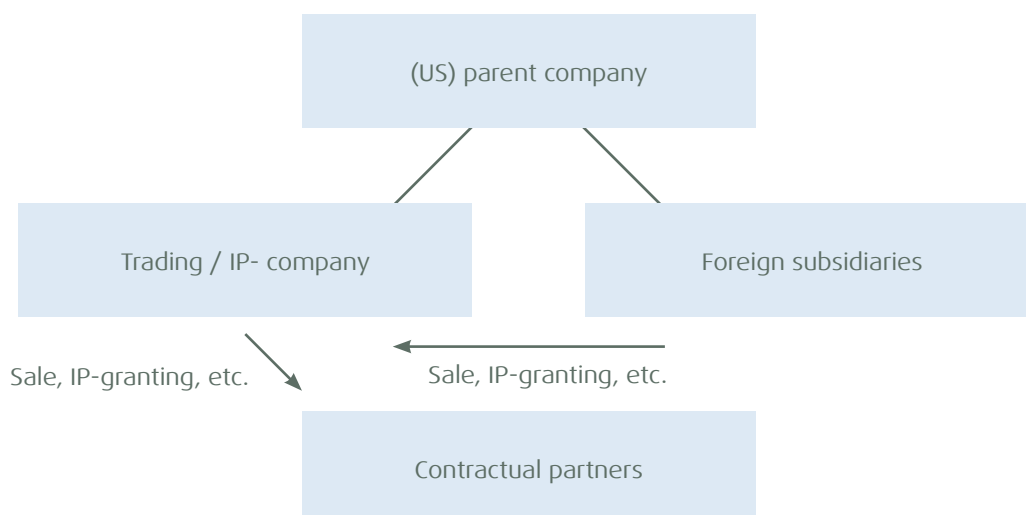 (US) parent company
Trading / IP- company
Foreign subsidiaries
Sale, IP-granting, etc.
Sale, IP-granting, etc.
Contractual partners